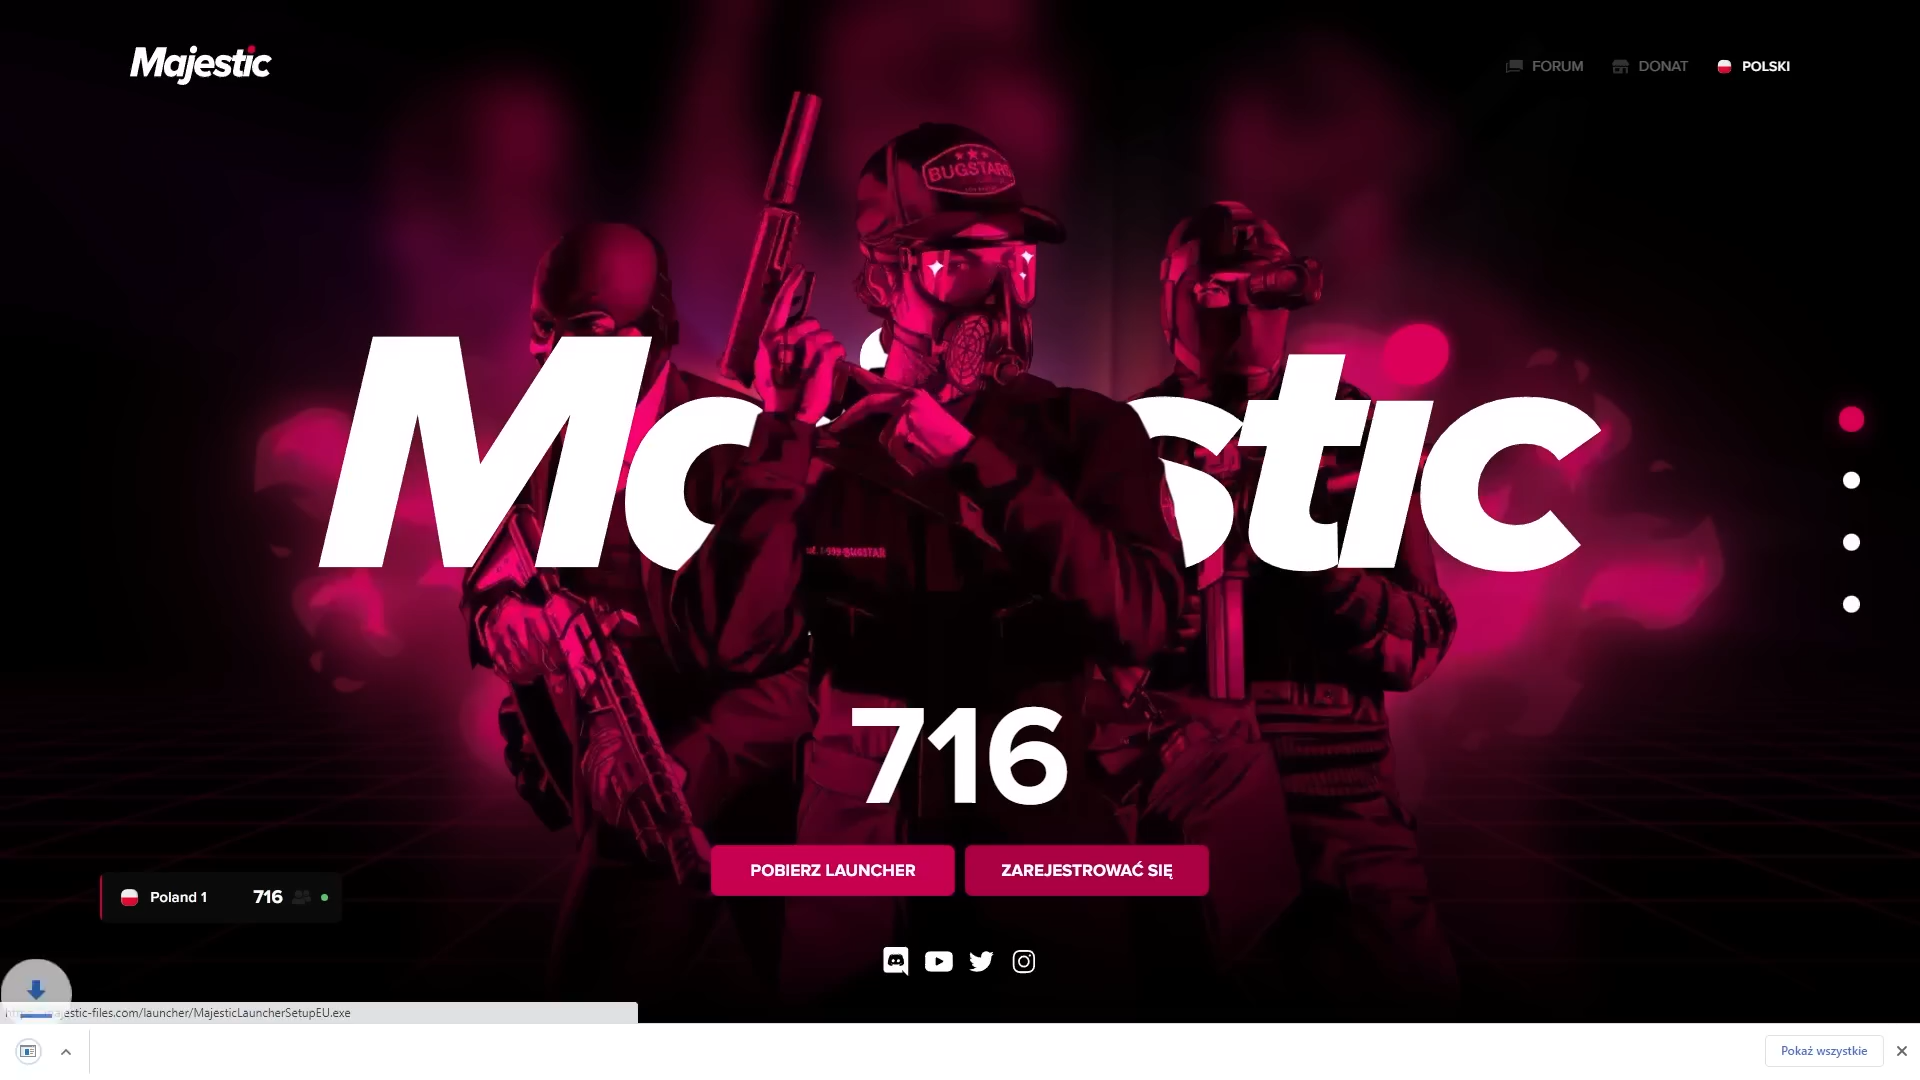 Majestic
FORUM
DONAT
POLSKI
BUGSTARS
Majestic
716
POBIERZ LAUNCHER
ZAREJESTROWAĆ SIĘ
Poland 1
716
majestic-files.com/launcher/MajesticLauncherSetupEU.exe
Pokaż wszystkie